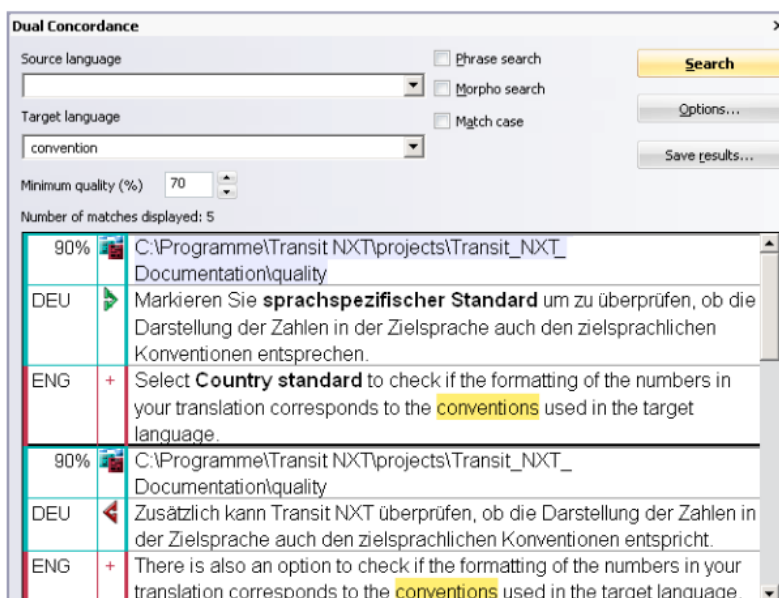 Dual Concordance
Source language
Phrase search
Search
Morpho search
Target language
Options...
Match case
convention
Save results...
Minimum quality (%) 70
Number of matches displayed: 5
90% C:\Programme\Transit NXT\projects\Transit_NXT_
Documentation\quality
DEU Markieren Sie sprachspezifischer Standard um zu überprüfen, ob die
Darstellung der Zahlen in der Zielsprache auch den zielsprachlichen
Konventionen entsprechen.
ENG + Select Country standard to check if the formatting of the numbers in
your translation corresponds to the conventions used in the target
language.
90% C:\Programme\Transit NXT\projects\Transit_NXT_
Documentation\quality
DEU Zusätzlich kann Transit NXT überprüfen, ob die Darstellung der Zahlen in
der Zielsprache auch den zielsprachlichen Konventionen entspricht.
ENG + There is also an option to check if the formatting of the numbers in your
translation corresponds to the conventions used in the target language.